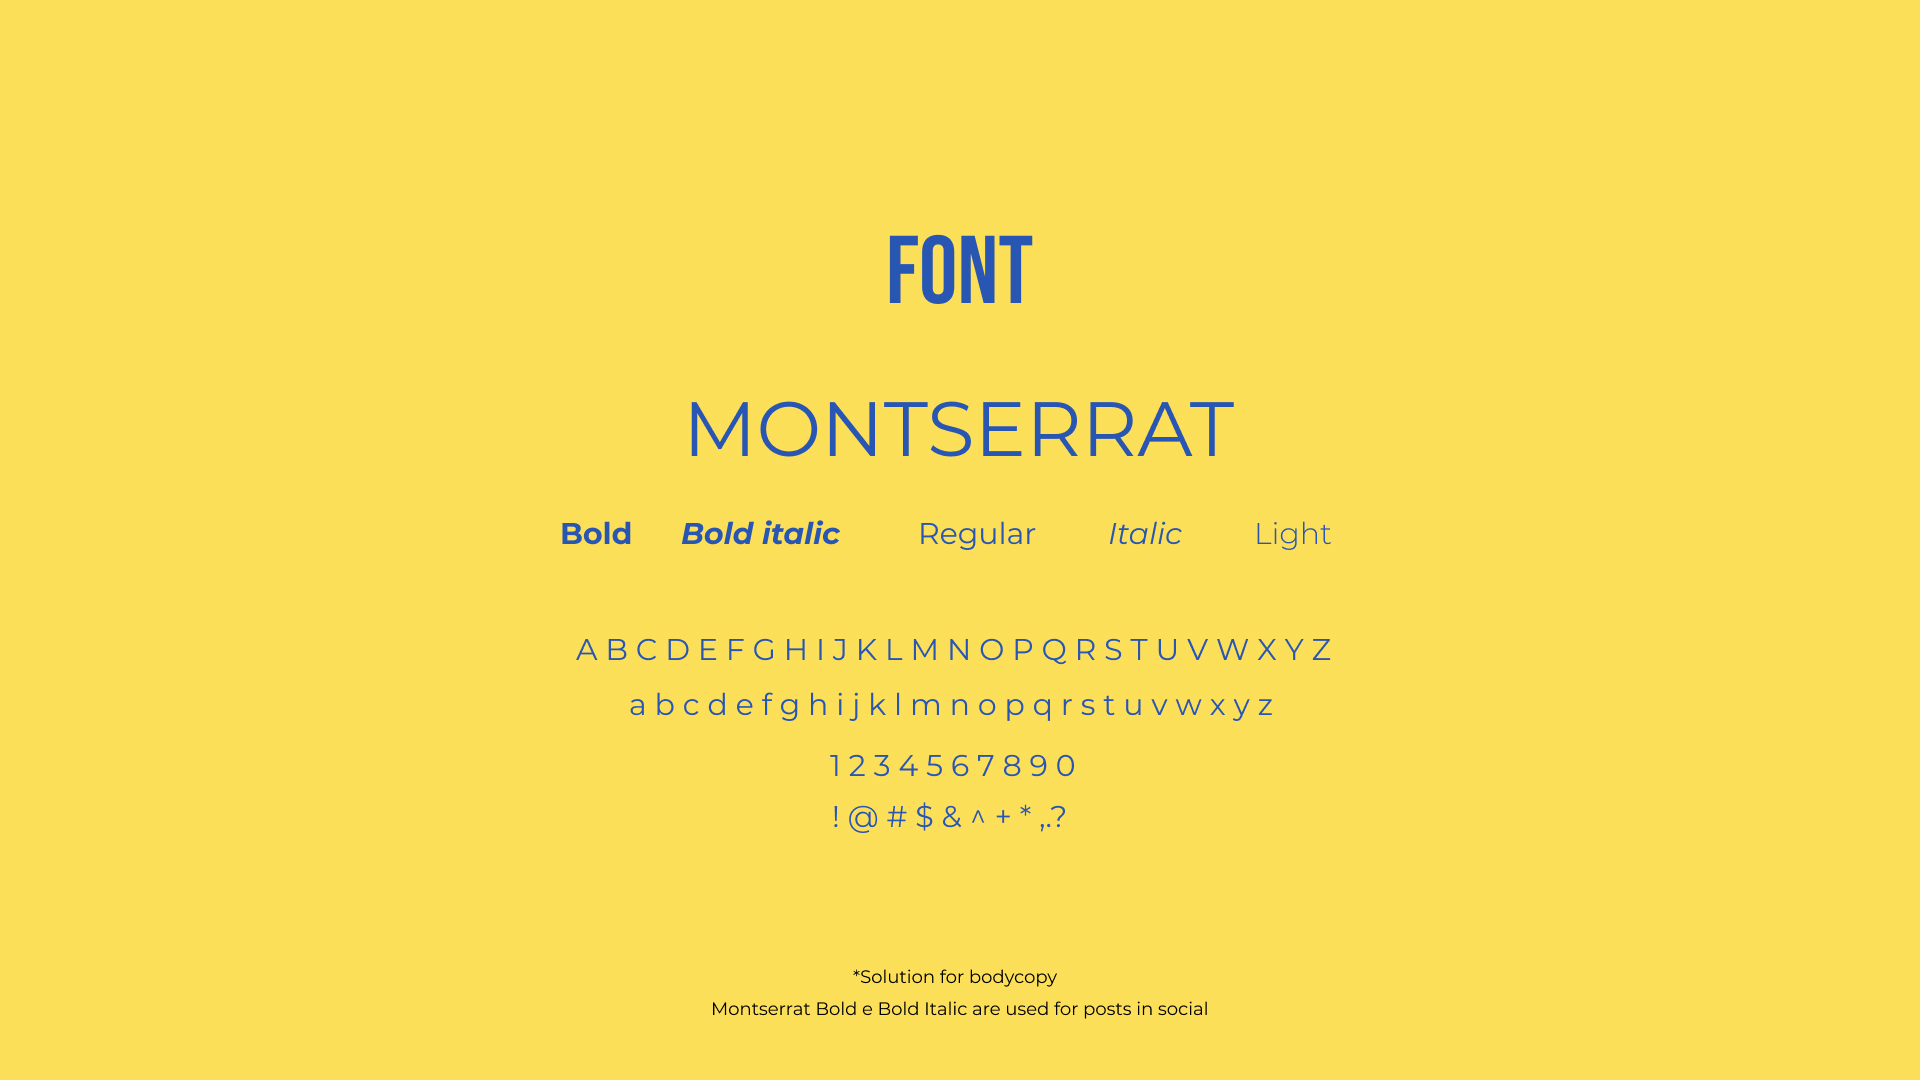 FONT
MONTSERRAT
Bold Bold italic Regular Italic Light
A B C D E F G H I J K L M N O P Q R S T U V W X Y Z
a b c d e f g h i j k l m n o p q r s t u v w x y z
1 2 3 4 5 6 7 8 9 0
! @ # $ & ^ + * ,.?
*Solution for bodycopy
Montserrat Bold e Bold Italic are used for posts in social